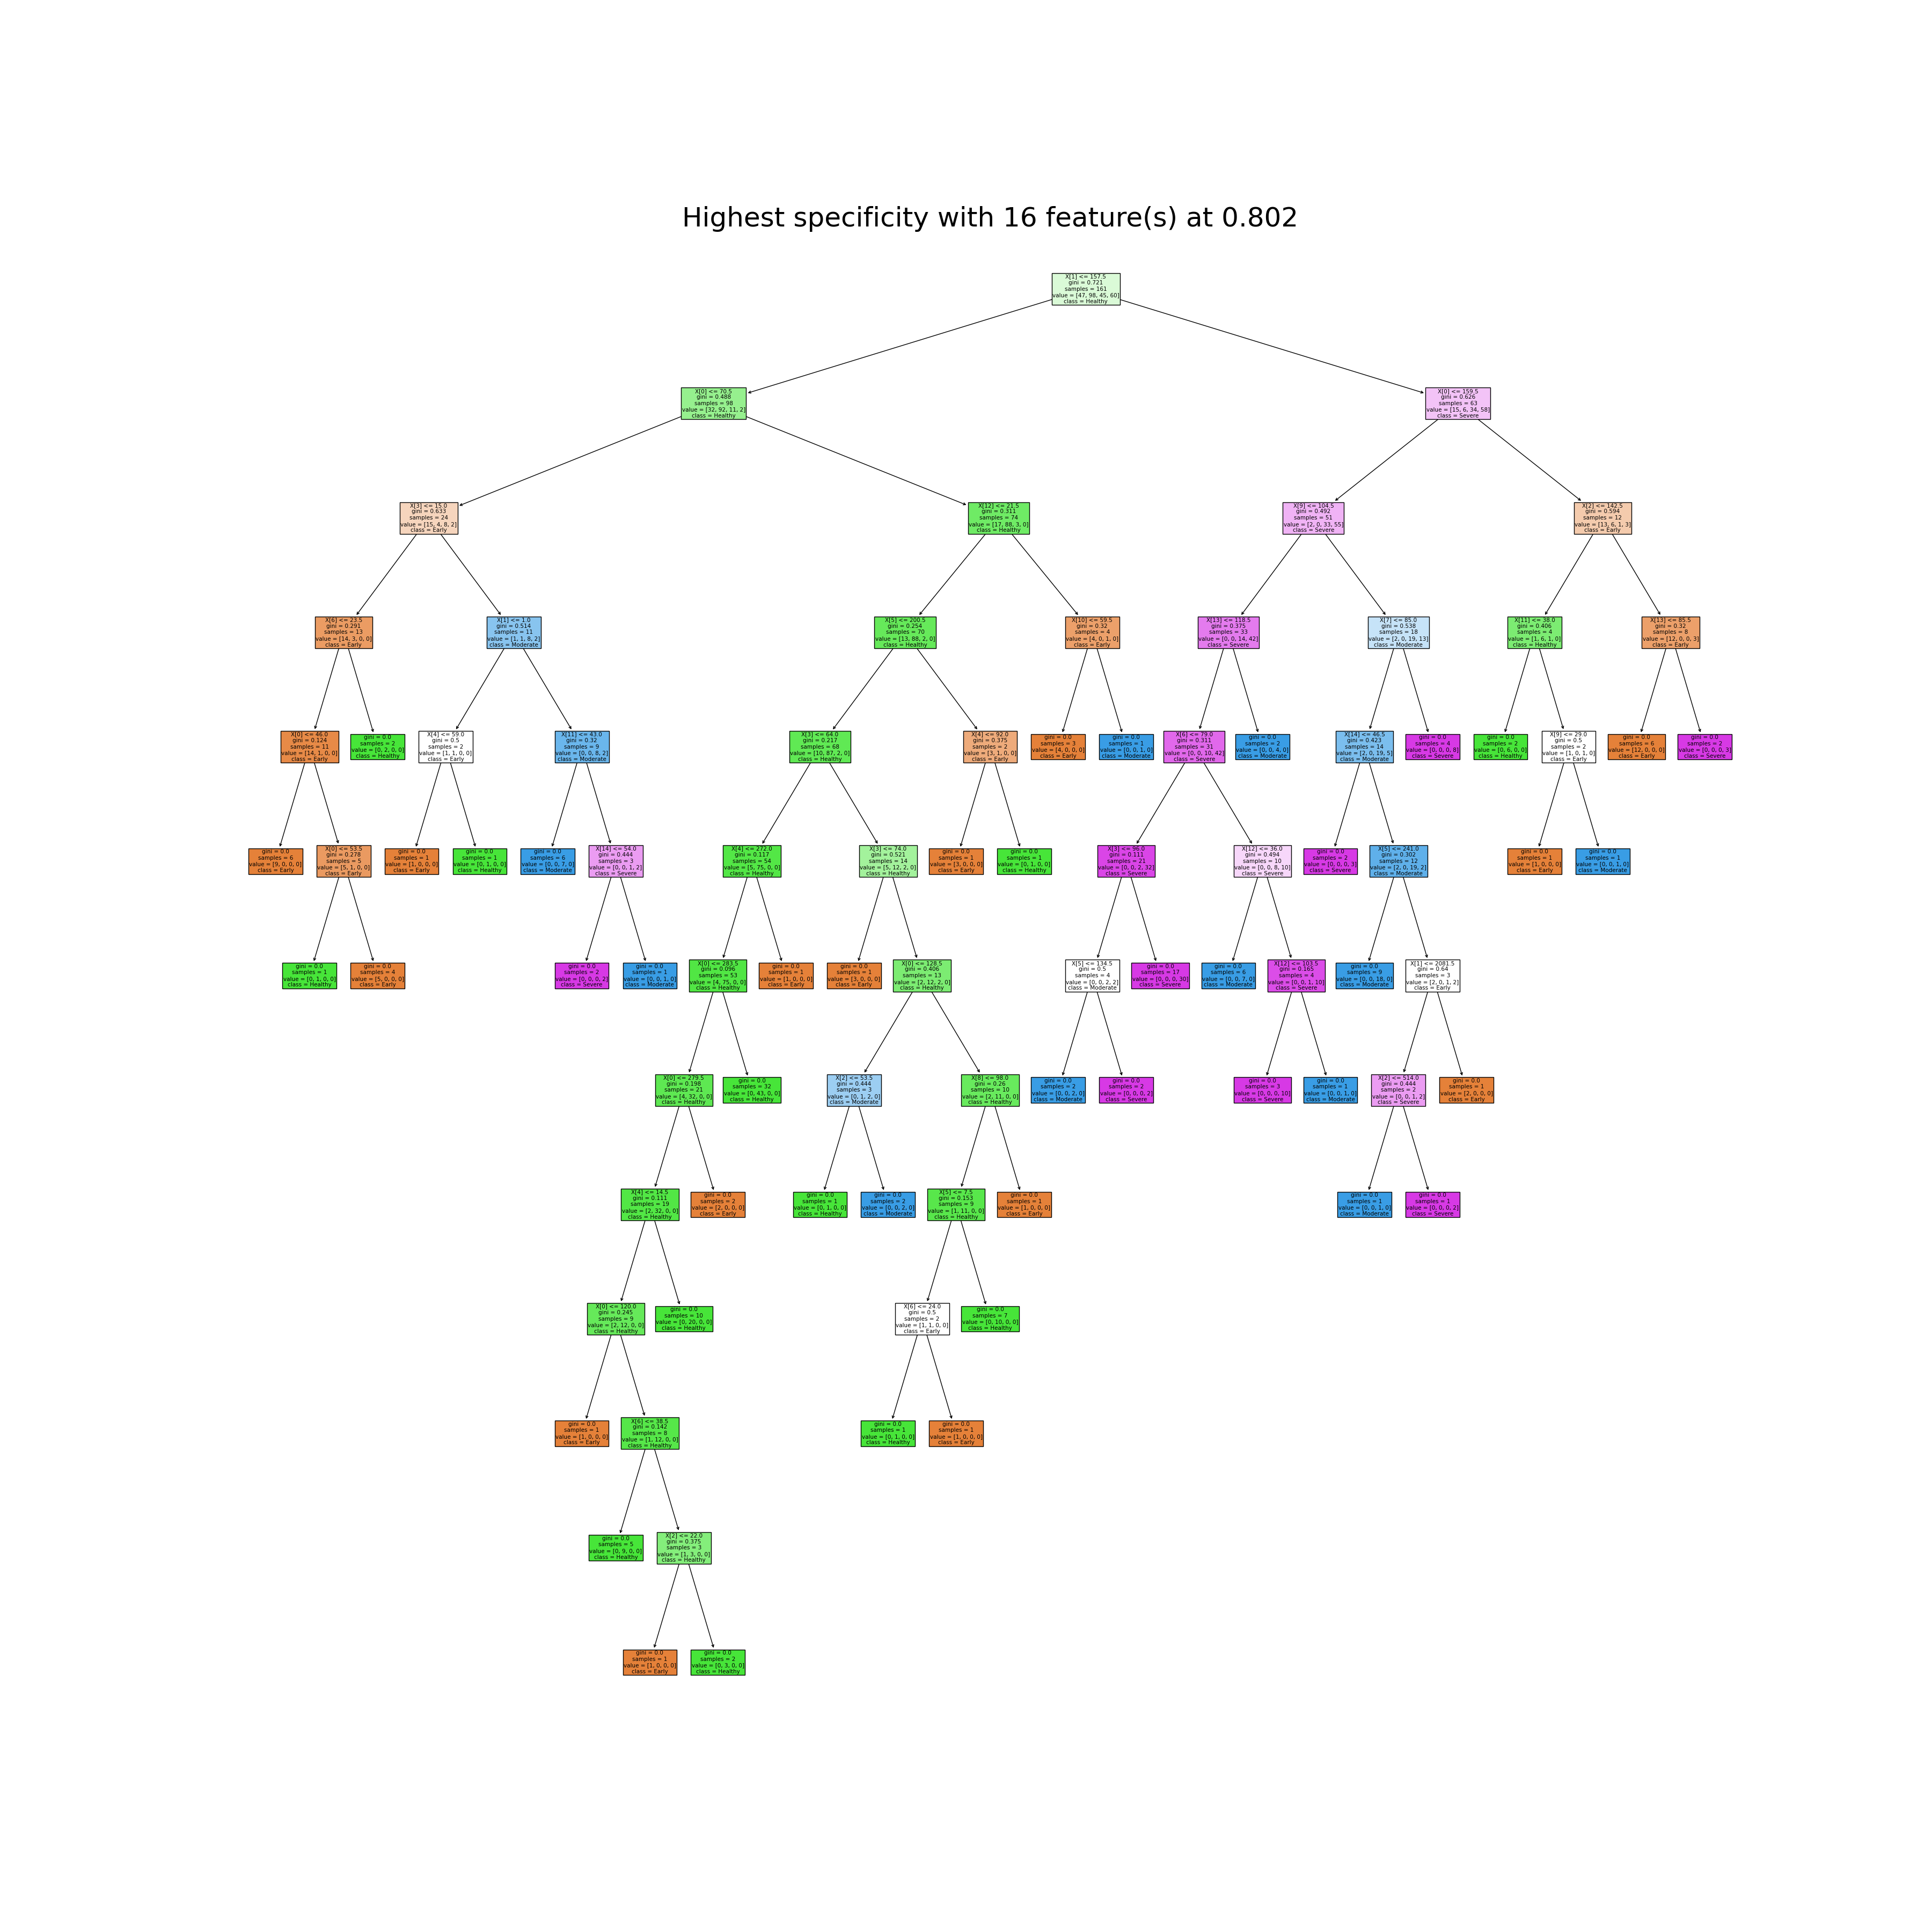 Highest specificity with 16 feature(s) at 0.802
X[1] <= 157.5
gini = 0.721
samples = 161
value = [47, 98, 45, 60]
class = Healthy
X[0] <= 70.5
gini = 0.488
samples = 98
value = [32, 92, 11, 2]
class = Healthy
X[0] <= 159.5
gini = 0.626
samples = 63
value = [15, 6, 34, 58]
class = Severe
X[3] <= 15.0
gini = 0.633
samples = 24
value = [15, 4, 8, 2]
class = Early
X[12] <= 21.5
gini = 0.311
samples = 74
value = [17, 88, 3, 0]
class = Healthy
X[9] <= 104.5
gini = 0.492
samples = 51
value = [2, 0, 33, 55]
class = Severe
X[2] <= 142.5
gini = 0.594
samples = 12
value = [13, 6, 1, 3]
class = Early
X[6] <= 23.5
gini = 0.291
samples = 13
value = [14, 3, 0, 0]
class = Early
X[1] <= 1.0
gini = 0.514
samples = 11
value = [1, 1, 8, 2]
class = Moderate
X[5] <= 200.5
gini = 0.254
samples = 70
value = [13, 88, 2, 0]
class = Healthy
X[10] <= 59.5
gini = 0.32
samples = 4
value = [4, 0, 1, 0]
class = Early
X[13] <= 118.5
gini = 0.375
samples = 33
value = [0, 0, 14, 42]
class = Severe
X[7] <= 85.0
gini = 0.538
samples = 18
value = [2, 0, 19, 13]
class = Moderate
X[11] <= 38.0
gini = 0.406
samples = 4
value = [1, 6, 1, 0]
class = Healthy
X[13] <= 85.5
gini = 0.32
samples = 8
value = [12, 0, 0, 3]
class = Early
X[0] <= 46.0
gini = 0.124
samples = 11
value = [14, 1, 0, 0]
class = Early
gini = 0.0
samples = 2
value = [0, 2, 0, 0]
class = Healthy
X[4] <= 59.0
gini = 0.5
samples = 2
value = [1, 1, 0, 0]
class = Early
X[11] <= 43.0
gini = 0.32
samples = 9
value = [0, 0, 8, 2]
class = Moderate
X[3] <= 64.0
gini = 0.217
samples = 68
value = [10, 87, 2, 0]
class = Healthy
X[4] <= 92.0
gini = 0.375
samples = 2
value = [3, 1, 0, 0]
class = Early
gini = 0.0
samples = 3
value = [4, 0, 0, 0]
class = Early
gini = 0.0
samples = 1
value = [0, 0, 1, 0]
class = Moderate
X[6] <= 79.0
gini = 0.311
samples = 31
value = [0, 0, 10, 42]
class = Severe
gini = 0.0
samples = 2
value = [0, 0, 4, 0]
class = Moderate
X[14] <= 46.5
gini = 0.423
samples = 14
value = [2, 0, 19, 5]
class = Moderate
gini = 0.0
samples = 4
value = [0, 0, 0, 8]
class = Severe
gini = 0.0
samples = 2
value = [0, 6, 0, 0]
class = Healthy
X[9] <= 29.0
gini = 0.5
samples = 2
value = [1, 0, 1, 0]
class = Early
gini = 0.0
samples = 6
value = [12, 0, 0, 0]
class = Early
gini = 0.0
samples = 2
value = [0, 0, 0, 3]
class = Severe
gini = 0.0
samples = 6
value = [9, 0, 0, 0]
class = Early
X[0] <= 53.5
gini = 0.278
samples = 5
value = [5, 1, 0, 0]
class = Early
gini = 0.0
samples = 1
value = [1, 0, 0, 0]
class = Early
gini = 0.0
samples = 1
value = [0, 1, 0, 0]
class = Healthy
gini = 0.0
samples = 6
value = [0, 0, 7, 0]
class = Moderate
X[14] <= 54.0
gini = 0.444
samples = 3
value = [0, 0, 1, 2]
class = Severe
X[4] <= 272.0
gini = 0.117
samples = 54
value = [5, 75, 0, 0]
class = Healthy
X[3] <= 74.0
gini = 0.521
samples = 14
value = [5, 12, 2, 0]
class = Healthy
gini = 0.0
samples = 1
value = [3, 0, 0, 0]
class = Early
gini = 0.0
samples = 1
value = [0, 1, 0, 0]
class = Healthy
X[3] <= 96.0
gini = 0.111
samples = 21
value = [0, 0, 2, 32]
class = Severe
X[12] <= 36.0
gini = 0.494
samples = 10
value = [0, 0, 8, 10]
class = Severe
gini = 0.0
samples = 2
value = [0, 0, 0, 3]
class = Severe
X[5] <= 241.0
gini = 0.302
samples = 12
value = [2, 0, 19, 2]
class = Moderate
gini = 0.0
samples = 1
value = [1, 0, 0, 0]
class = Early
gini = 0.0
samples = 1
value = [0, 0, 1, 0]
class = Moderate
gini = 0.0
samples = 1
value = [0, 1, 0, 0]
class = Healthy
gini = 0.0
samples = 4
value = [5, 0, 0, 0]
class = Early
gini = 0.0
samples = 2
value = [0, 0, 0, 2]
class = Severe
gini = 0.0
samples = 1
value = [0, 0, 1, 0]
class = Moderate
X[0] <= 283.5
gini = 0.096
samples = 53
value = [4, 75, 0, 0]
class = Healthy
gini = 0.0
samples = 1
value = [1, 0, 0, 0]
class = Early
gini = 0.0
samples = 1
value = [3, 0, 0, 0]
class = Early
X[0] <= 128.5
gini = 0.406
samples = 13
value = [2, 12, 2, 0]
class = Healthy
X[5] <= 134.5
gini = 0.5
samples = 4
value = [0, 0, 2, 2]
class = Moderate
gini = 0.0
samples = 17
value = [0, 0, 0, 30]
class = Severe
gini = 0.0
samples = 6
value = [0, 0, 7, 0]
class = Moderate
X[12] <= 103.5
gini = 0.165
samples = 4
value = [0, 0, 1, 10]
class = Severe
gini = 0.0
samples = 9
value = [0, 0, 18, 0]
class = Moderate
X[1] <= 2081.5
gini = 0.64
samples = 3
value = [2, 0, 1, 2]
class = Early
X[0] <= 279.5
gini = 0.198
samples = 21
value = [4, 32, 0, 0]
class = Healthy
gini = 0.0
samples = 32
value = [0, 43, 0, 0]
class = Healthy
X[2] <= 53.5
gini = 0.444
samples = 3
value = [0, 1, 2, 0]
class = Moderate
X[8] <= 98.0
gini = 0.26
samples = 10
value = [2, 11, 0, 0]
class = Healthy
gini = 0.0
samples = 2
value = [0, 0, 2, 0]
class = Moderate
gini = 0.0
samples = 2
value = [0, 0, 0, 2]
class = Severe
gini = 0.0
samples = 3
value = [0, 0, 0, 10]
class = Severe
gini = 0.0
samples = 1
value = [0, 0, 1, 0]
class = Moderate
X[2] <= 514.0
gini = 0.444
samples = 2
value = [0, 0, 1, 2]
class = Severe
gini = 0.0
samples = 1
value = [2, 0, 0, 0]
class = Early
X[4] <= 14.5
gini = 0.111
samples = 19
value = [2, 32, 0, 0]
class = Healthy
gini = 0.0
samples = 2
value = [2, 0, 0, 0]
class = Early
gini = 0.0
samples = 1
value = [0, 1, 0, 0]
class = Healthy
gini = 0.0
samples = 2
value = [0, 0, 2, 0]
class = Moderate
X[5] <= 7.5
gini = 0.153
samples = 9
value = [1, 11, 0, 0]
class = Healthy
gini = 0.0
samples = 1
value = [1, 0, 0, 0]
class = Early
gini = 0.0
samples = 1
value = [0, 0, 1, 0]
class = Moderate
gini = 0.0
samples = 1
value = [0, 0, 0, 2]
class = Severe
X[0] <= 120.0
gini = 0.245
samples = 9
value = [2, 12, 0, 0]
class = Healthy
gini = 0.0
samples = 10
value = [0, 20, 0, 0]
class = Healthy
X[6] <= 24.0
gini = 0.5
samples = 2
value = [1, 1, 0, 0]
class = Early
gini = 0.0
samples = 7
value = [0, 10, 0, 0]
class = Healthy
gini = 0.0
samples = 1
value = [1, 0, 0, 0]
class = Early
X[6] <= 38.5
gini = 0.142
samples = 8
value = [1, 12, 0, 0]
class = Healthy
gini = 0.0
samples = 1
value = [0, 1, 0, 0]
class = Healthy
gini = 0.0
samples = 1
value = [1, 0, 0, 0]
class = Early
gini = 0.0
samples = 5
value = [0, 9, 0, 0]
class = Healthy
X[2] <= 22.0
gini = 0.375
samples = 3
value = [1, 3, 0, 0]
class = Healthy
gini = 0.0
samples = 1
value = [1, 0, 0, 0]
class = Early
gini = 0.0
samples = 2
value = [0, 3, 0, 0]
class = Healthy